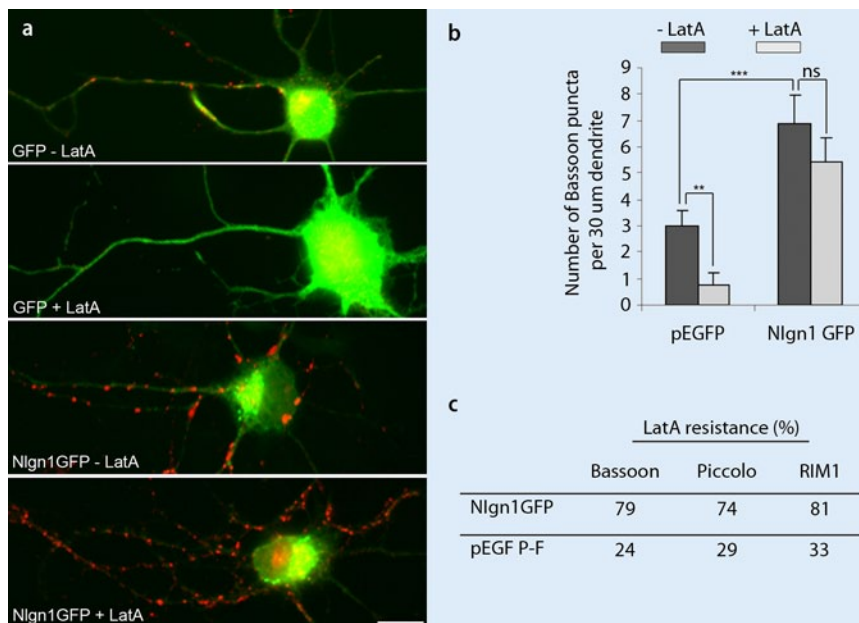 a
GFP - LatA
GFP + LatA
Nlgn1GFP - LatA
Nlgn1GFP + LatA
b
- LatA + LatA
Number of Bassoon puncta
per 30 um dendrite
9
8
7
6
5
4
3
2
1
0
***
ns
**
pEGFP Nlgn1 GFP
c
LatA resistance (%)
Bassoon Piccolo RIM1
Nlgn1GFP 79 74 81
pEGF P-F 24 29 33